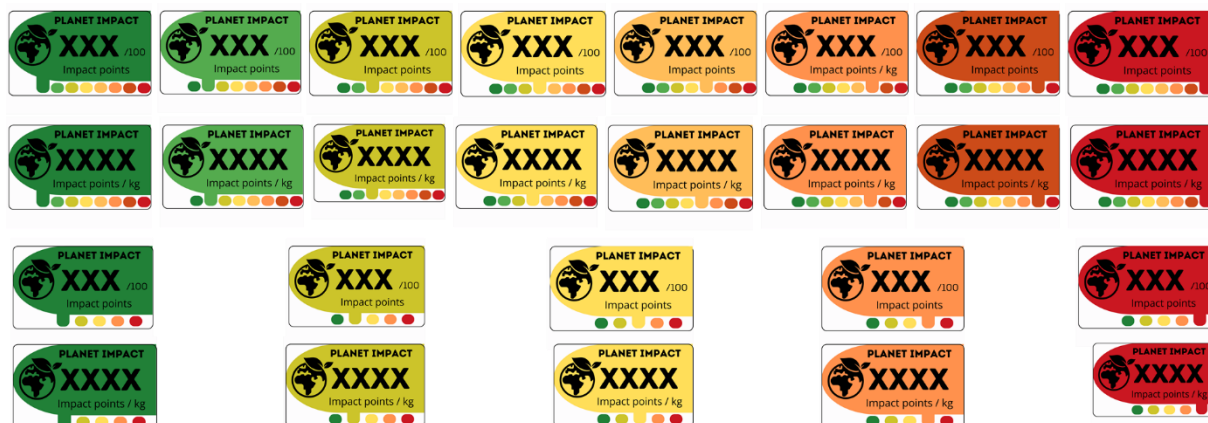 PLANET IMPACT
XXX /100
Impact points
PLANET IMPACT
XXX /100
Impact points
PLANET IMPACT
XXX /100
Impact points
PLANET IMPACT
XXX /100
Impact points
PLANET IMPACT
XXX /100
Impact points
PLANET IMPACT
XXX /100
Impact points / kg
PLANET IMPACT
XXX /100
Impact points
PLANET IMPACT
XXX /100
Impact points
PLANET IMPACT
XXXX
Impact points / kg
PLANET IMPACT
XXXX
Impact points / kg
PLANET IMPACT
XXXX
Impact points / kg
PLANET IMPACT
XXXX
Impact points / kg
PLANET IMPACT
XXXX
Impact points / kg
PLANET IMPACT
XXXX
Impact points / kg
PLANET IMPACT
XXXX
Impact points / kg
PLANET IMPACT
XXXX
Impact points / kg
PLANET IMPACT
XXX /100
Impact points
PLANET IMPACT
XXX /100
Impact points
PLANET IMPACT
XXX /100
Impact points
PLANET IMPACT
XXX /100
Impact points
PLANET IMPACT
XXX /100
Impact points
PLANET IMPACT
XXXX
Impact points / kg
PLANET IMPACT
XXXX
Impact points / kg
PLANET IMPACT
XXXX
Impact points / kg
PLANET IMPACT
XXXX
Impact points / kg
PLANET IMPACT
XXXX
Impact points / kg